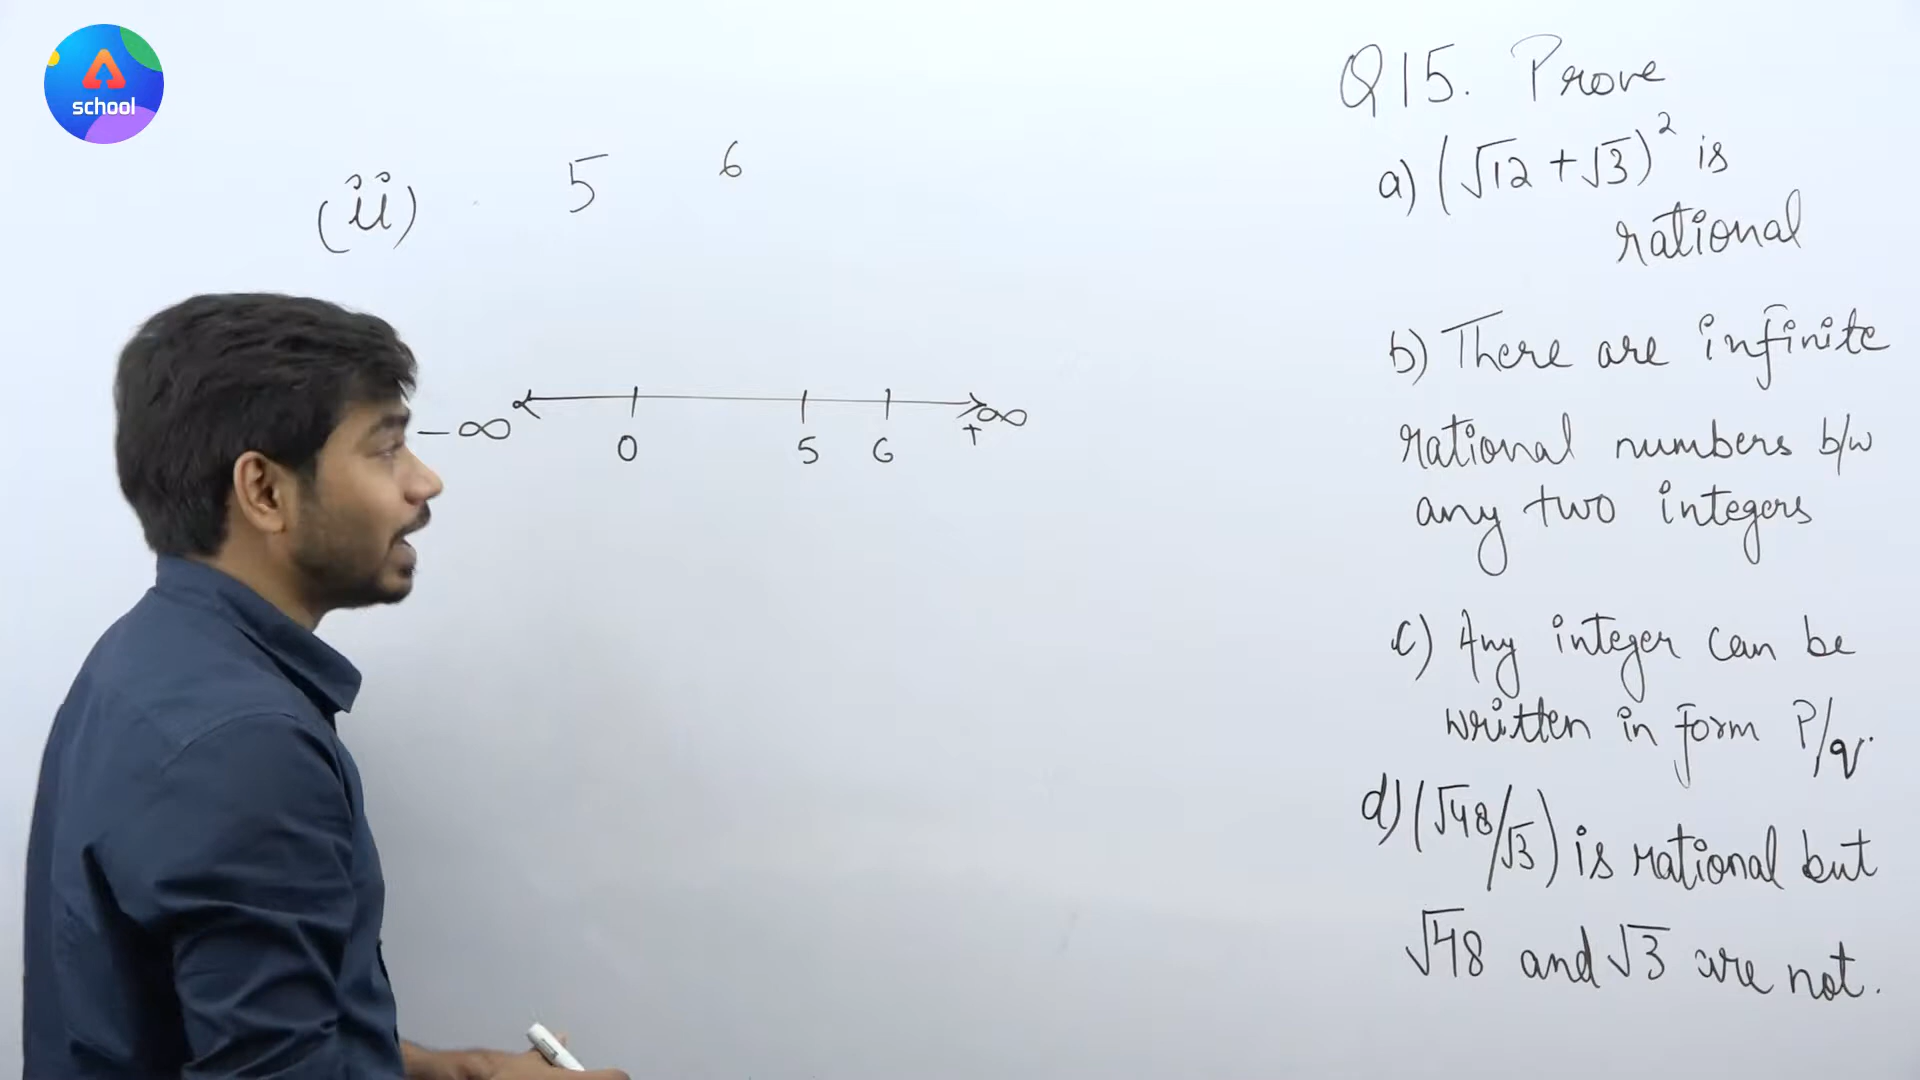 school
(ii) 5 6
-∞ 0 5 6 +∞
Q15. Prove
a) (√12 + √3)² is
rational
b) There are infinite
rational numbers b/w
any two integers
c) Any integer can be
written in form P/q.
d) (√48/√3) is rational but
√48 and √3 are not.